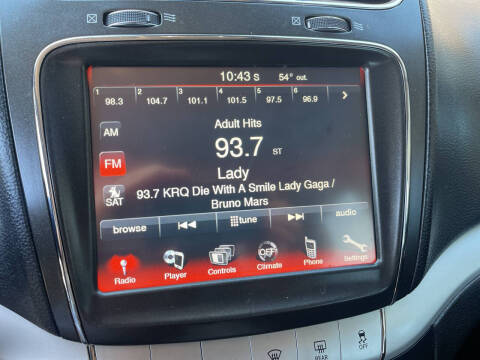 10:43 S 54° out.
1 2 3 4 5 6
98.3 104.7 101.1 101.5 97.5 96.9
AM
Adult Hits
FM
93.7 ST
Lady
SAT
93.7 KRQ Die With A Smile Lady Gaga /
Bruno Mars
browse tune audio
OFF
Radio Player Controls Climate Phone Settings
REAR OFF